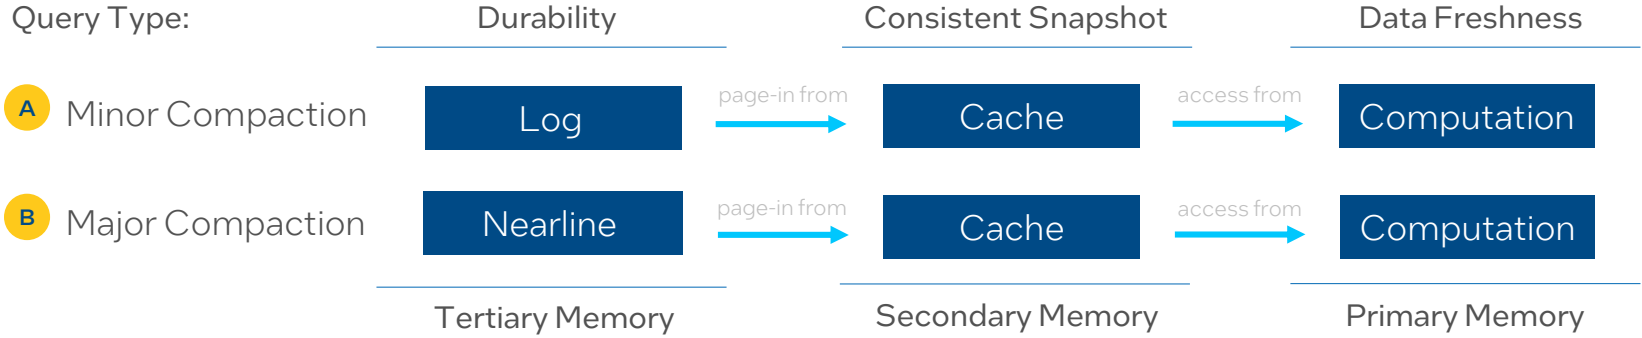 Query Type: Durability Consistent Snapshot Data Freshness
A Minor Compaction Log page-in from Cache access from Computation
B Major Compaction Nearline page-in from Cache access from Computation
Tertiary Memory Secondary Memory Primary Memory